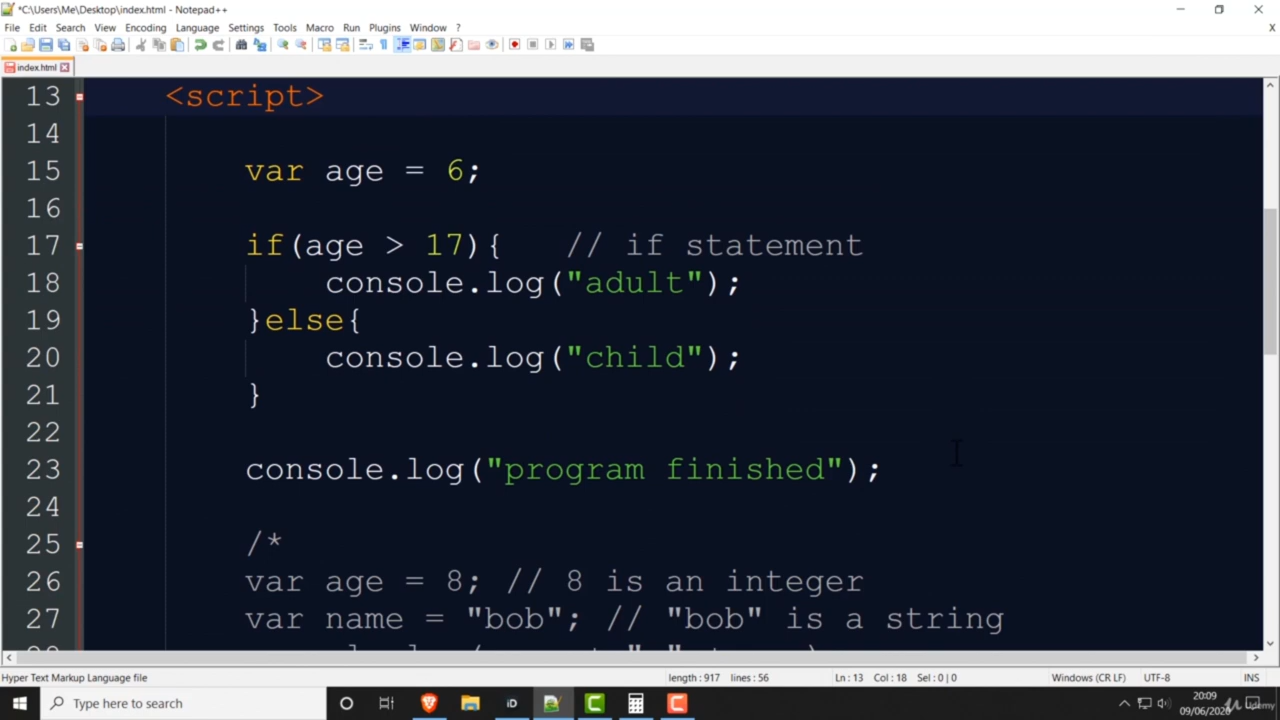 *C:\Users\Me\Desktop\index.html - Notepad++
File Edit Search View Encoding Language Settings Tools Macro Run Plugins Window ?
X
index.html
13 <script>
14
15 var age = 6;
16
17 if(age > 17){ // if statement
18 console.log("adult");
19 }else{
20 console.log("child");
21 }
22
23 console.log("program finished");
24
25 /*
26 var age = 8; // 8 is an integer
27 var name = "bob"; // "bob" is a string
Hyper Text Markup Language file length : 917 lines : 56 Ln : 13 Col : 18 Sel : 0 | 0 Windows (CR LF) UTF-8 INS
Type here to search
iD
20:09
09/06/2020
Udemy